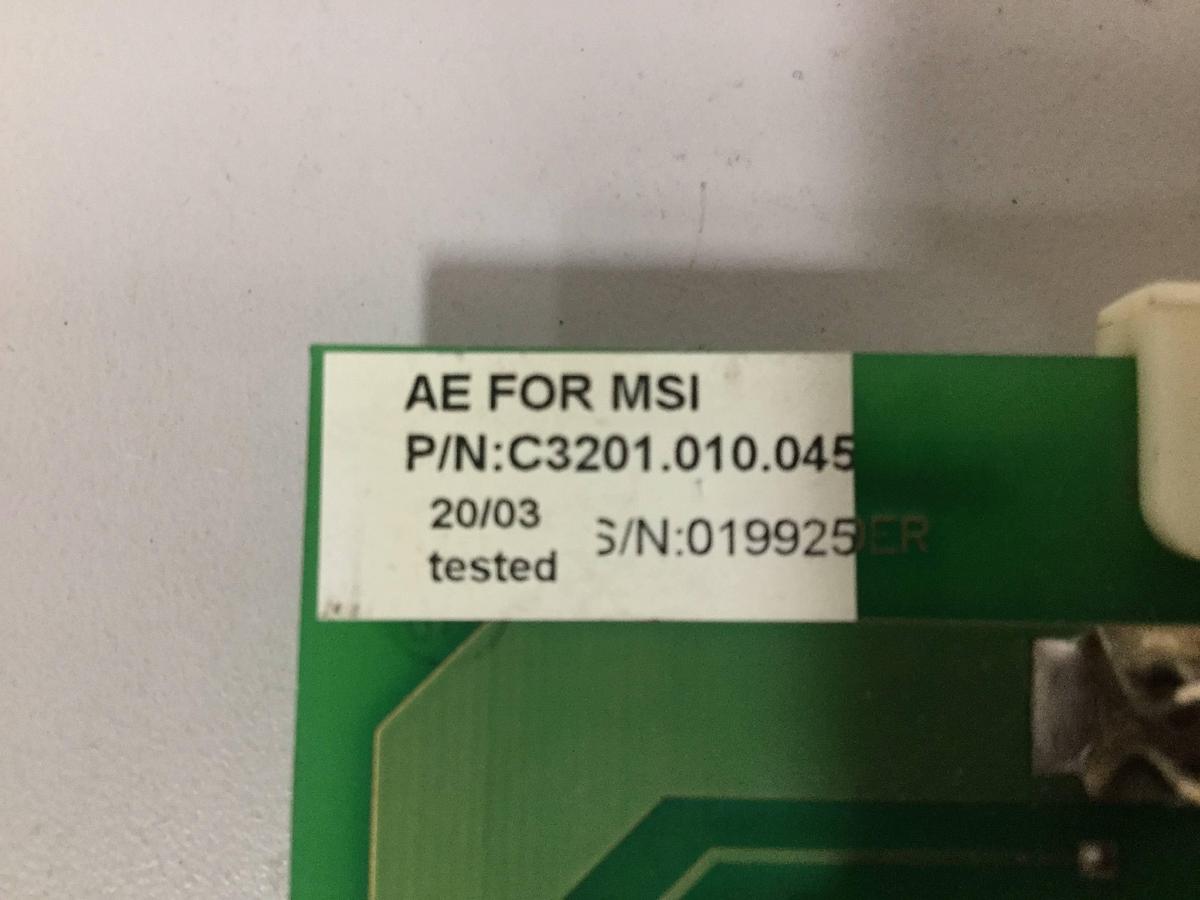 AE FOR MSI
P/N:C3201.010.045
20/03
S/N:019925
tested